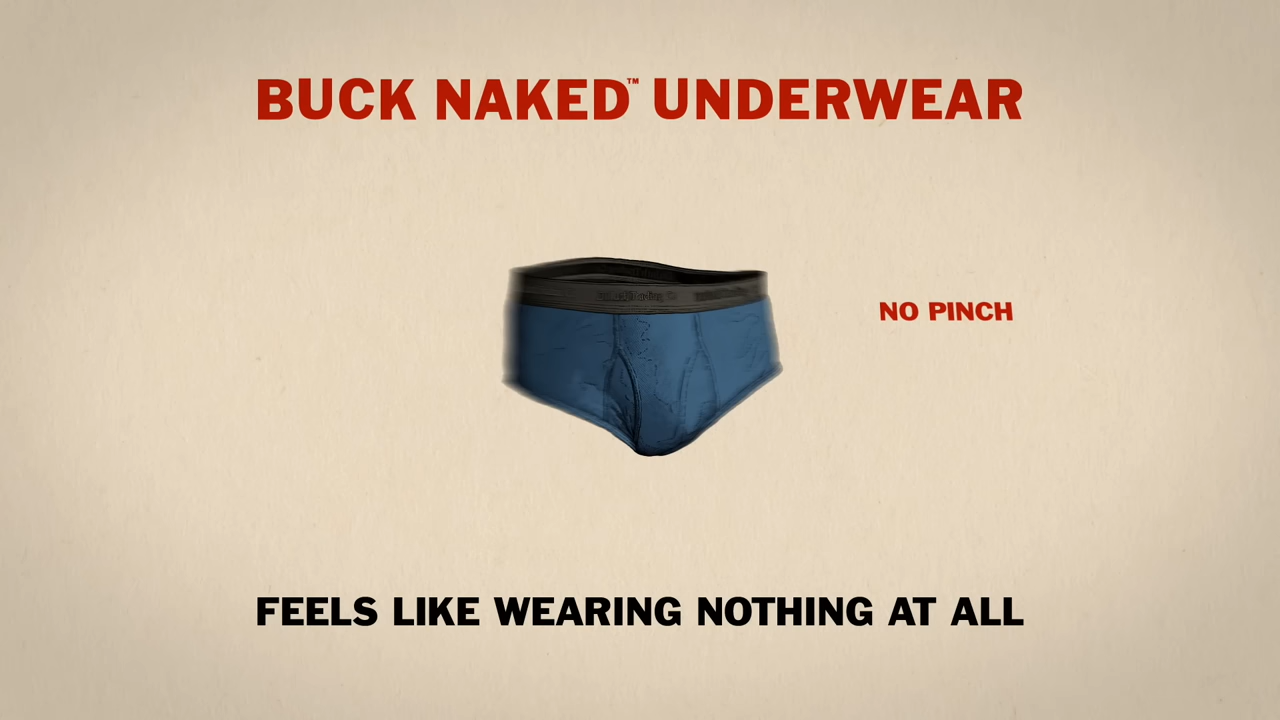 BUCK NAKED™ UNDERWEAR
NO PINCH
FEELS LIKE WEARING NOTHING AT ALL